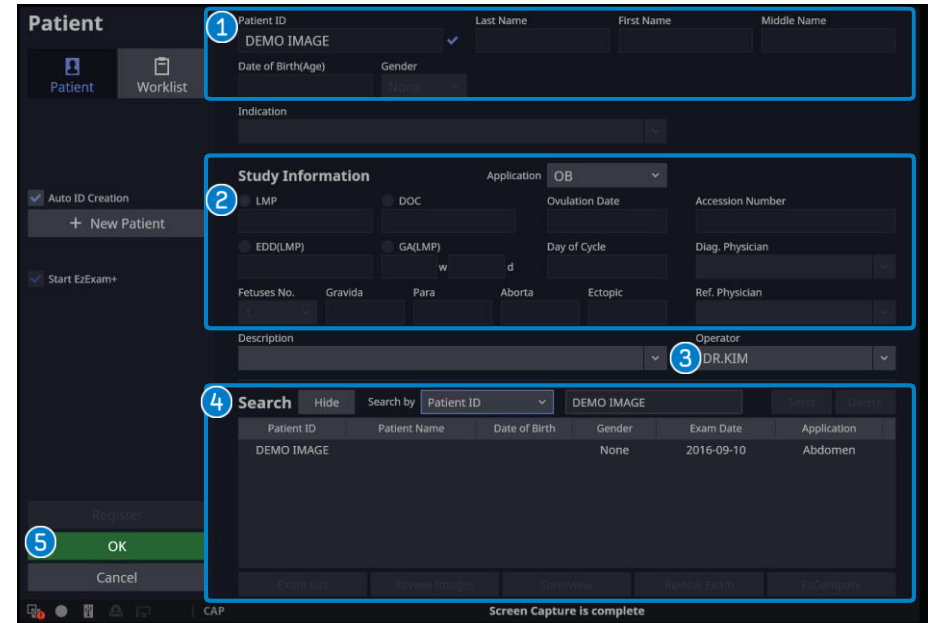 Patient
1
Patient ID Last Name First Name Middle Name
DEMO IMAGE
Patient Worklist
Date of Birth(Age) Gender
None
Indication
Study Information Application OB
2
Auto ID Creation
LMP DOC Ovulation Date Accession Number
+ New Patient
EDD(LMP) GA(LMP) Day of Cycle Diag. Physician
w d
Start EzExam+
Fetuses No. Gravida Para Aborta Ectopic Ref. Physician
1
Description Operator
3 DR.KIM
4
Search Hide Search by Patient ID DEMO IMAGE Send Delete
Patient ID Patient Name Date of Birth Gender Exam Date Application
DEMO IMAGE None 2016-09-10 Abdomen
Register
5 OK
Cancel
Exam List Review Images SonoView Review Exam EzCompare
CAP Screen Capture is complete